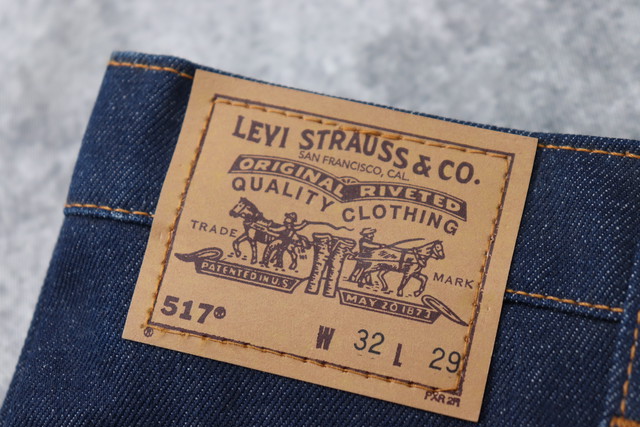 LEVI STRAUSS & CO.
SAN FRANCISCO, CAL.
ORIGINAL RIVETED
QUALITY CLOTHING
TRADE MARK
PATENTED IN U.S. MAY 20 1873
517®
W 32 L 29
®